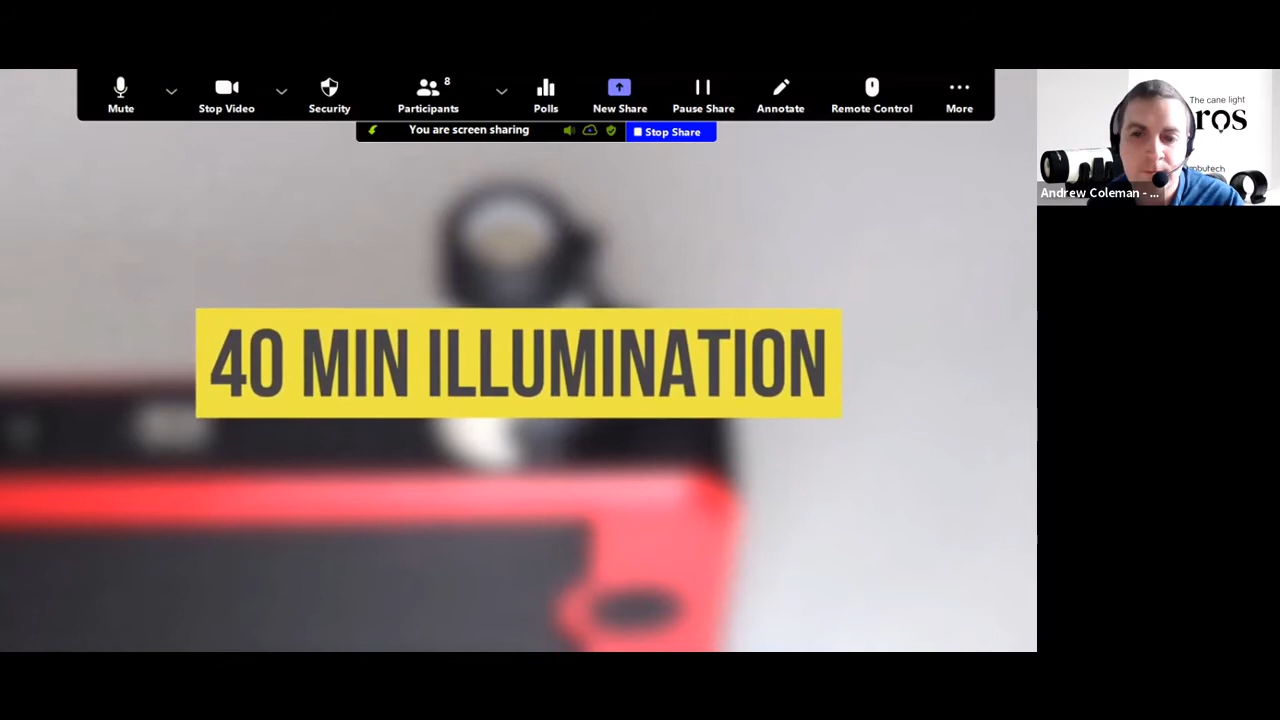 8
Mute
Stop Video
Security
Participants
Polls
New Share
Pause Share
Annotate
Remote Control
More
You are screen sharing
Stop Share
The cane light
ros
Andrew Coleman - ...
40 MIN ILLUMINATION